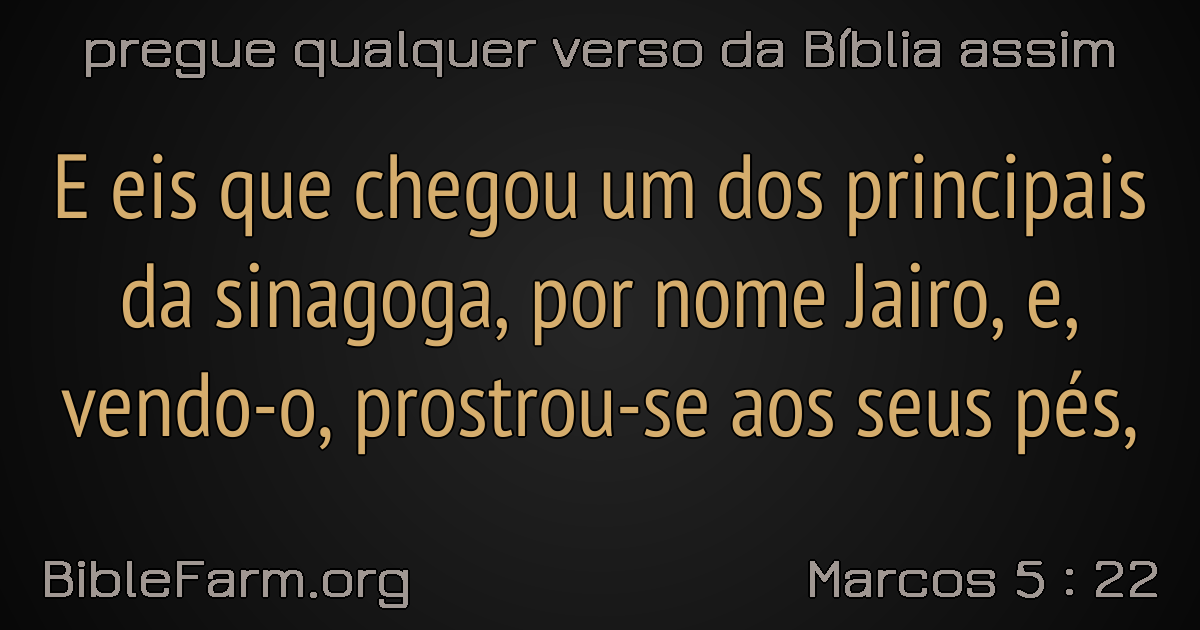 pregue qualquer verso da Bíblia assim
E eis que chegou um dos principais
da sinagoga, por nome Jairo, e,
vendo-o, prostrou-se aos seus pés,
BibleFarm.org
Marcos 5 : 22